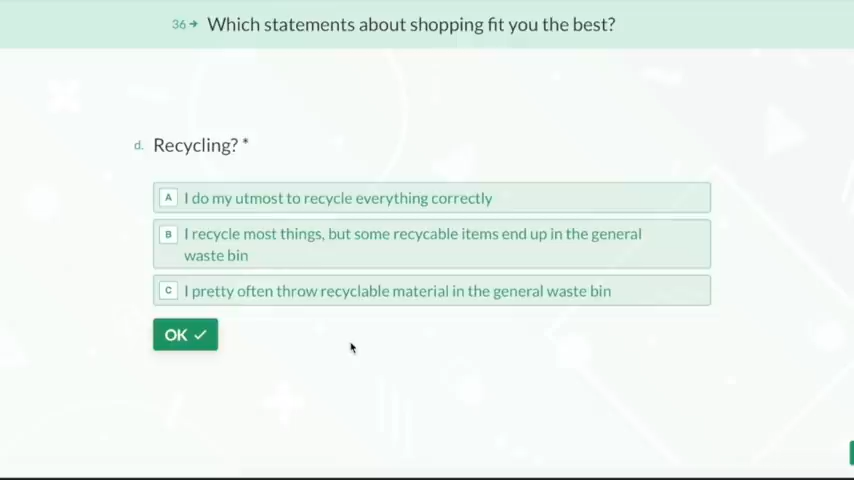 36 Which statements about shopping fit you the best?
d. Recycling? *
A I do my utmost to recycle everything correctly
B I recycle most things, but some recycable items end up in the general
waste bin
C I pretty often throw recyclable material in the general waste bin
OK